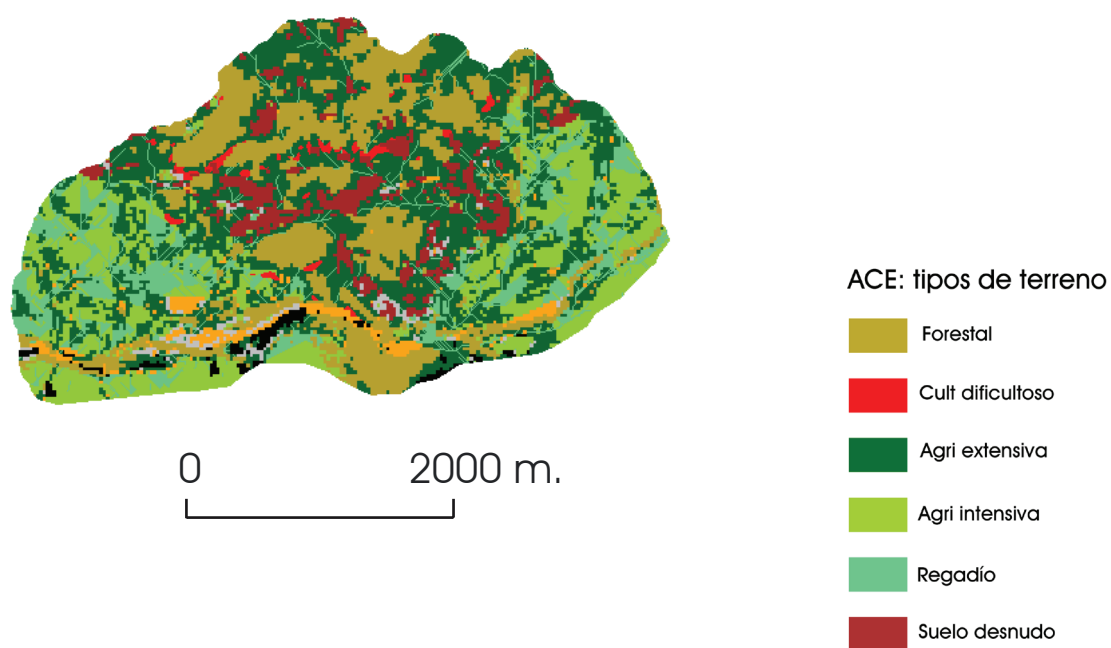 ACE: tipos de terreno
Forestal
Cult dificultoso
Agri extensiva
0 2000 m.
Agri intensiva
Regadío
Suelo desnudo